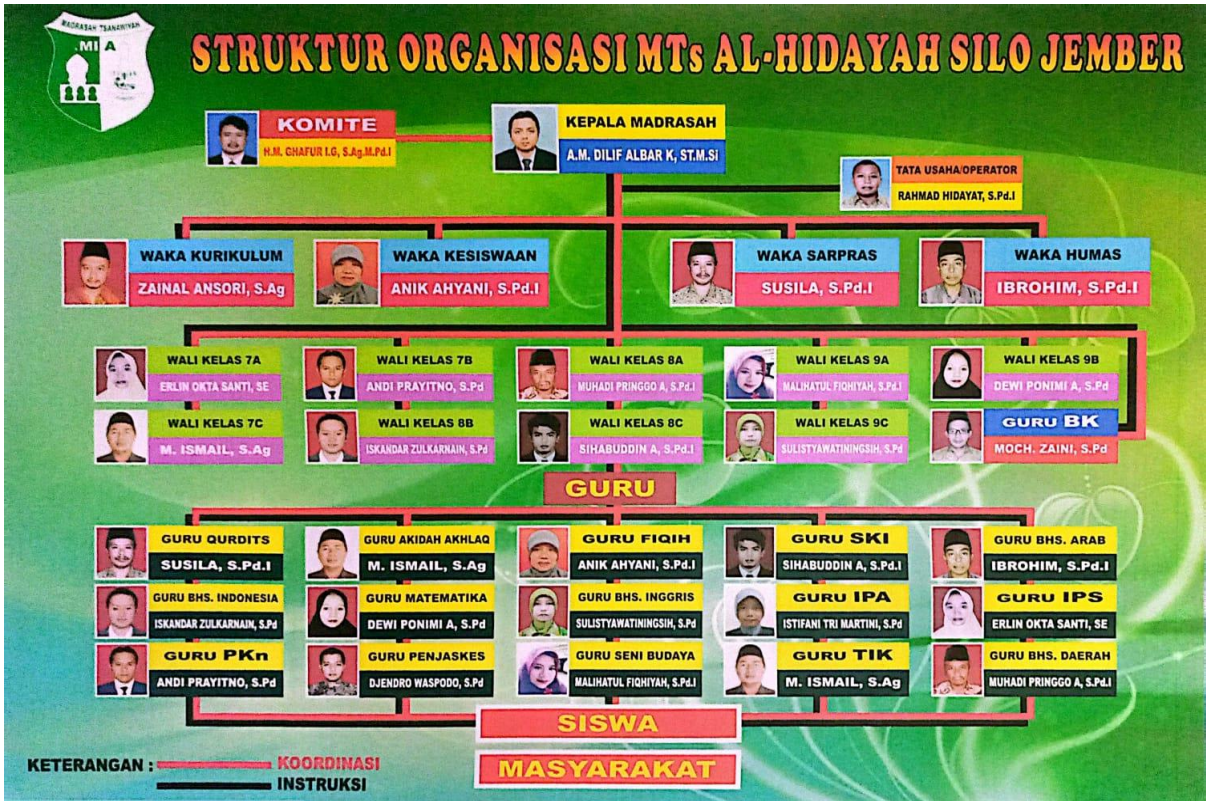 MADRASAH TSANAWIYAH
STRUKTUR ORGANISASI MTs AL-HIDAYAH SILO JEMBER
KOMITE
H.M. GHAFUR I.G, S.Ag.M.Pd.I
KEPALA MADRASAH
A.M. DILIF ALBAR K, ST.M.Si
TATA USAHA/OPERATOR
RAHMAD HIDAYAT, S.Pd.I
WAKA KURIKULUM
ZAINAL ANSORI, S.Ag
WAKA KESISWAAN
ANIK AHYANI, S.Pd.I
WAKA SARPRAS
SUSILA, S.Pd.I
WAKA HUMAS
IBROHIM, S.Pd.I
WALI KELAS 7A
ERLIN OKTA SANTI, SE
WALI KELAS 7B
ANDI PRAYITNO, S.Pd
WALI KELAS 8A
MUHADI PRINGGO A, S.Pd.I
WALI KELAS 9A
MALIHATUL FIQHIYAH, S.Pd.I
WALI KELAS 9B
DEWI PONIMI A, S.Pd
WALI KELAS 7C
M. ISMAIL, S.Ag
WALI KELAS 8B
ISKANDAR ZULKARNAIN, S.Pd
WALI KELAS 8C
SIHABUDDIN A, S.Pd.I
WALI KELAS 9C
SULISTYAWATININGSIH, S.Pd
GURU BK
MOCH. ZAINI, S.Pd
GURU
GURU QURDITS
SUSILA, S.Pd.I
GURU AKIDAH AKHLAQ
M. ISMAIL, S.Ag
GURU FIQIH
ANIK AHYANI, S.Pd.I
GURU SKI
SIHABUDDIN A, S.Pd.I
GURU BHS. ARAB
IBROHIM, S.Pd.I
GURU BHS. INDONESIA
ISKANDAR ZULKARNAIN, S.Pd
GURU MATEMATIKA
DEWI PONIMI A, S.Pd
GURU BHS. INGGRIS
SULISTYAWATININGSIH, S.Pd
GURU IPA
ISTIFANI TRI MARTINI, S.Pd
GURU IPS
ERLIN OKTA SANTI, SE
GURU PKn
ANDI PRAYITNO, S.Pd
GURU PENJASKES
DJENDRO WASPODO, S.Pd
GURU SENI BUDAYA
MALIHATUL FIQHIYAH, S.Pd.I
GURU TIK
M. ISMAIL, S.Ag
GURU BHS. DAERAH
MUHADI PRINGGO A, S.Pd.I
SISWA
MASYARAKAT
KETERANGAN :
KOORDINASI
INSTRUKSI